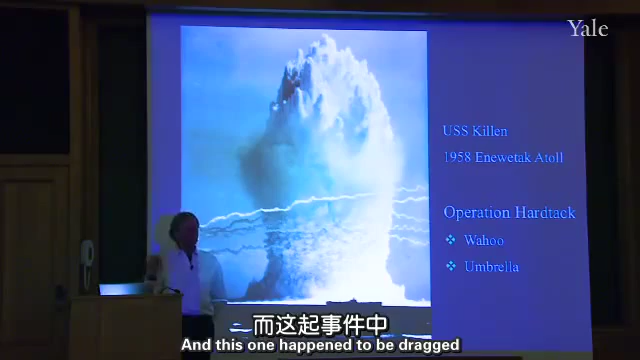 Yale
USS Killen
1958 Enewetak Atoll
Operation Hardtack
Wahoo
Umbrella
而这起事件中
And this one happened to be dragged